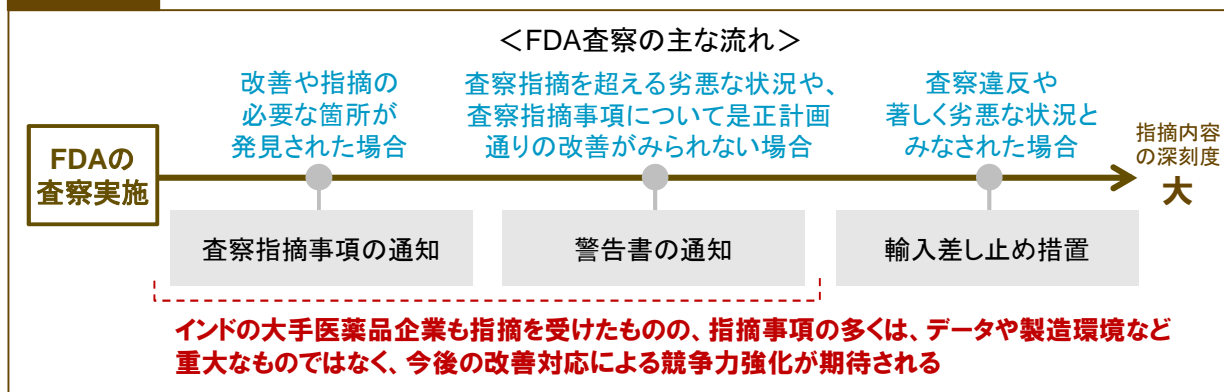 ＜FDA査察の主な流れ＞
改善や指摘の
必要な箇所が
発見された場合
査察指摘を超える劣悪な状況や、
査察指摘事項について是正計画
通りの改善がみられない場合
査察違反や
著しく劣悪な状況と
みなされた場合
指摘内容
の深刻度
大
FDAの
査察実施
査察指摘事項の通知
警告書の通知
輸入差し止め措置
インドの大手医薬品企業も指摘を受けたものの、指摘事項の多くは、データや製造環境など
重大なものではなく、今後の改善対応による競争力強化が期待される